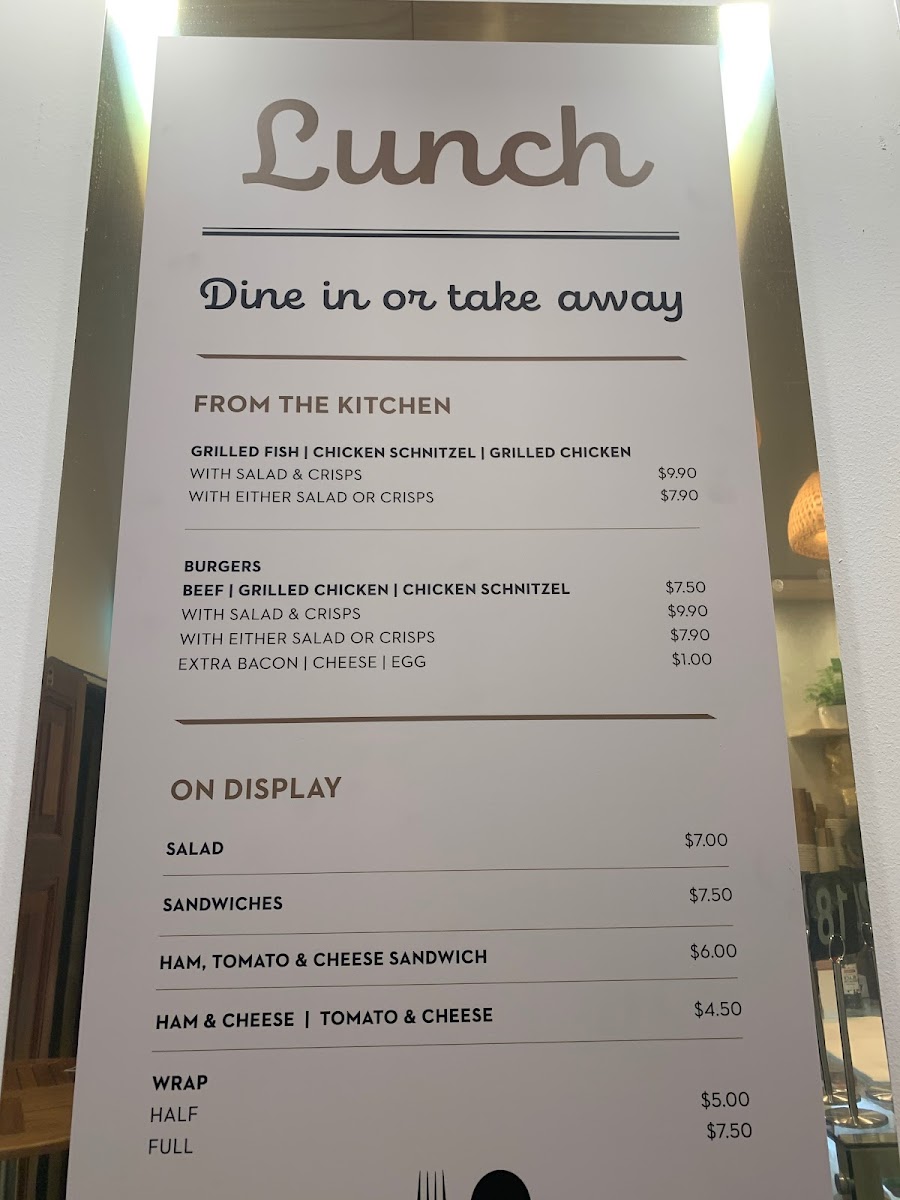 Lunch
Dine in or take away
FROM THE KITCHEN
GRILLED FISH | CHICKEN SCHNITZEL | GRILLED CHICKEN
WITH SALAD & CRISPS $9.90
WITH EITHER SALAD OR CRISPS $7.90
BURGERS
BEEF | GRILLED CHICKEN | CHICKEN SCHNITZEL $7.50
WITH SALAD & CRISPS $9.90
WITH EITHER SALAD OR CRISPS $7.90
EXTRA BACON | CHEESE | EGG $1.00
ON DISPLAY
SALAD $7.00
SANDWICHES $7.50
HAM, TOMATO & CHEESE SANDWICH $6.00
HAM & CHEESE | TOMATO & CHEESE $4.50
WRAP
HALF $5.00
FULL $7.50